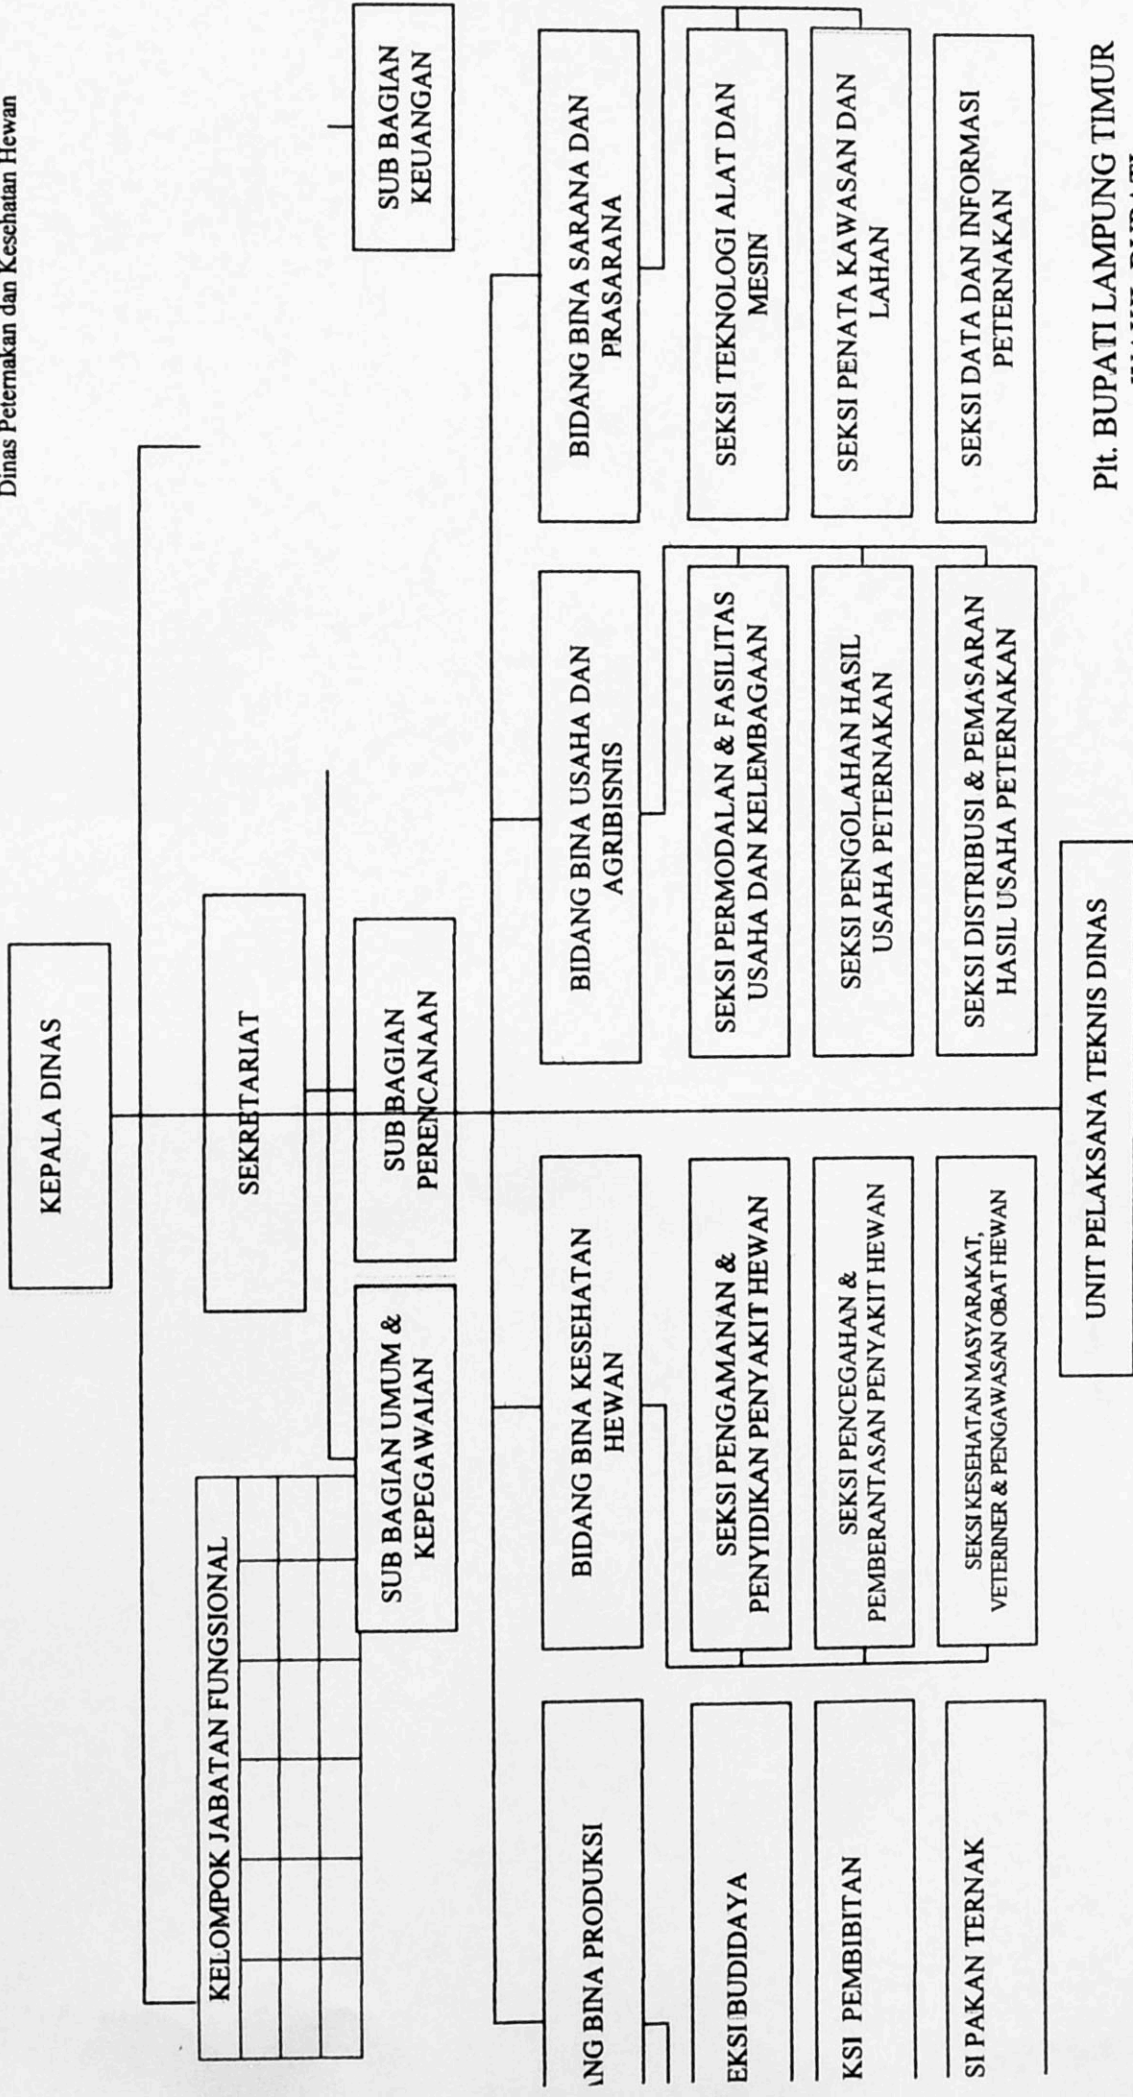 Dinas Peternakan dan Kesehatan Hewan
KEPALA DINAS
SEKRETARIAT
KELOMPOK JABATAN FUNGSIONAL
SUB BAGIAN UMUM &
KEPEGAWAIAN
SUB BAGIAN
PERENCANAAN
SUB BAGIAN
KEUANGAN
NG BINA PRODUKSI
EKSI BUDIDAYA
KSI PEMBIBITAN
SI PAKAN TERNAK
BIDANG BINA KESEHATAN
HEWAN
SEKSI PENGAMANAN &
PENYIDIKAN PENYAKIT HEWAN
SEKSI PENCEGAHAN &
PEMBERANTASAN PENYAKIT HEWAN
SEKSI KESEHATAN MASYARAKAT,
VETERINER & PENGAWASAN OBAT HEWAN
BIDANG BINA USAHA DAN
AGRIBISNIS
SEKSI PERMODALAN & FASILITAS
USAHA DAN KELEMBAGAAN
SEKSI PENGOLAHAN HASIL
USAHA PETERNAKAN
SEKSI DISTRIBUSI & PEMASARAN
HASIL USAHA PETERNAKAN
BIDANG BINA SARANA DAN
PRASARANA
SEKSI TEKNOLOGI ALAT DAN
MESIN
SEKSI PENATA KAWASAN DAN
LAHAN
SEKSI DATA DAN INFORMASI
PETERNAKAN
UNIT PELAKSANA TEKNIS DINAS
Plt. BUPATI LAMPUNG TIMUR